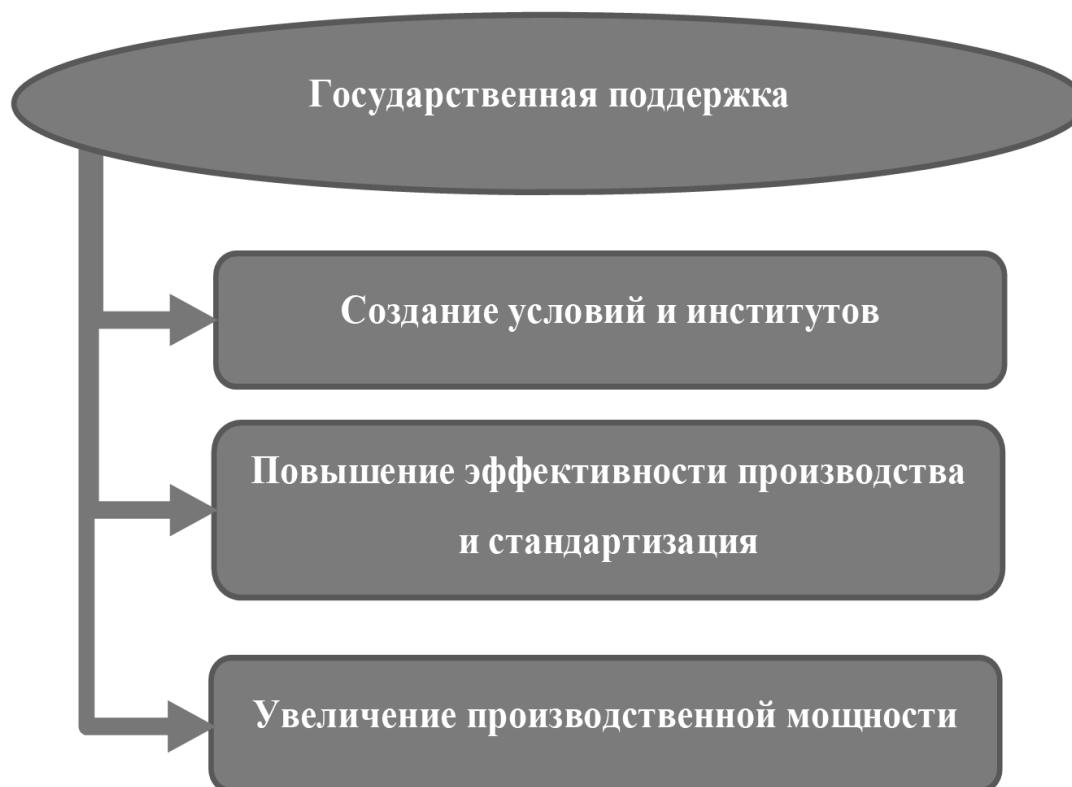 Государственная поддержка
Создание условий и институтов
Повышение эффективности производства
и стандартизация
Увеличение производственной мощности